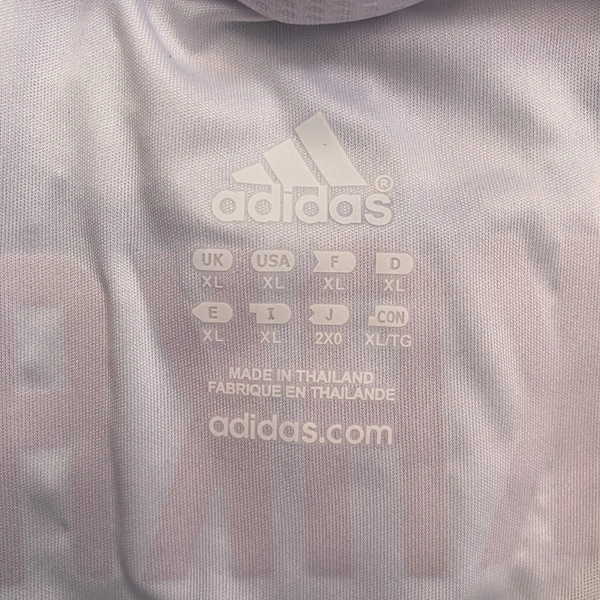 adidas®
UK USA F D
XL XL XL XL
E I J CON
XL XL 2X0 XL/TG
MADE IN THAILAND
FABRIQUE EN THAILANDE
adidas.com